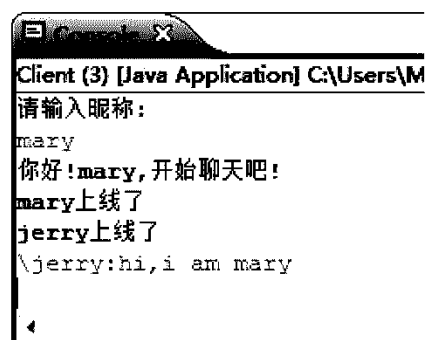 Console
Client (3) [Java Application] C:\Users\M
请输入昵称：
mary
你好!mary,开始聊天吧!
mary上线了
jerry上线了
\jerry:hi,i am mary